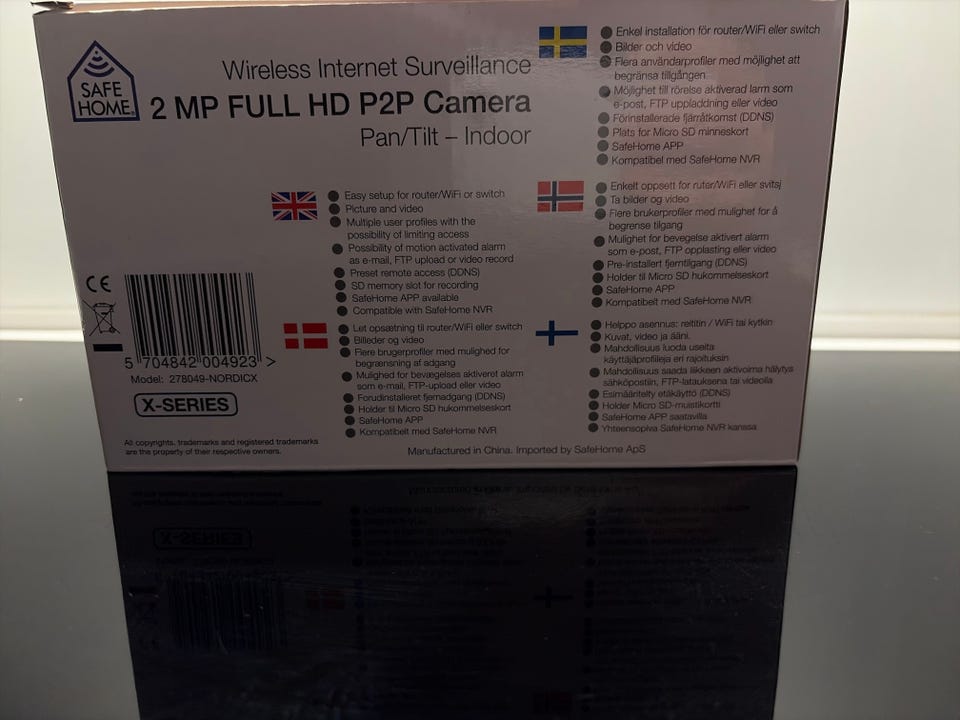 SAFE
HOME®
Wireless Internet Surveillance
2 MP FULL HD P2P Camera
Pan/Tilt – Indoor
Easy setup for router/WiFi or switch
Picture and video
Multiple user profiles with the
possibility of limiting access
Possibility of motion activated alarm
as e-mail, FTP upload or video record
Preset remote access (DDNS)
SD memory slot for recording
SafeHome APP available
Compatible with SafeHome NVR
Let opsætning til router/WiFi eller switch
Billeder og video
Flere brugerprofiler med mulighed for
begrænsning af adgang
Mulighed for bevægelses aktiveret alarm
som e-mail, FTP-upload eller video
Forudinstalleret fjernadgang (DDNS)
Holder til Micro SD hukommelseskort
SafeHome APP
Kompatibelt med SafeHome NVR
Enkel installation för router/WiFi eller switch
Bilder och video
Flera användarprofiler med möjlighet att
begränsa tillgången
Möjlighet till rörelse aktiverad larm som
e-post, FTP uppladdning eller video
Förinstallerade fjärråtkomst (DDNS)
Plats for Micro SD minneskort
SafeHome APP
Kompatibel med SafeHome NVR
Enkelt oppsett for ruter/WiFi eller svitsj
Ta bilder og video
Flere brukerprofiler med mulighet for å
begrense tilgang
Mulighet for bevegelse aktivert alarm
som e-post, FTP opplasting eller video
Pre-installert fjerntilgang (DDNS)
Holder til Micro SD hukommelseskort
SafeHome APP
Kompatibelt med SafeHome NVR
Helppo asennus: reititin / WiFi tai kytkin
Kuvat, video ja ääni.
Mahdollisuus luoda useita
käyttäjäprofiileja eri rajoituksin
Mahdollisuus saada liikkeen aktivoima hälytys
sähköpostiin, FTP-latauksena tai videolla
Esimääritelty etäkäyttö (DDNS)
Holder Micro SD-muistikortti
SafeHome APP saatavilla
Yhteensopiva SafeHome NVR kanssa
CE
5 704842 004923 >
Model: 278049-NORDICX
X-SERIES
All copyrights, trademarks and registered trademarks
are the property of their respective owners.
Manufactured in China. Imported by SafeHome ApS